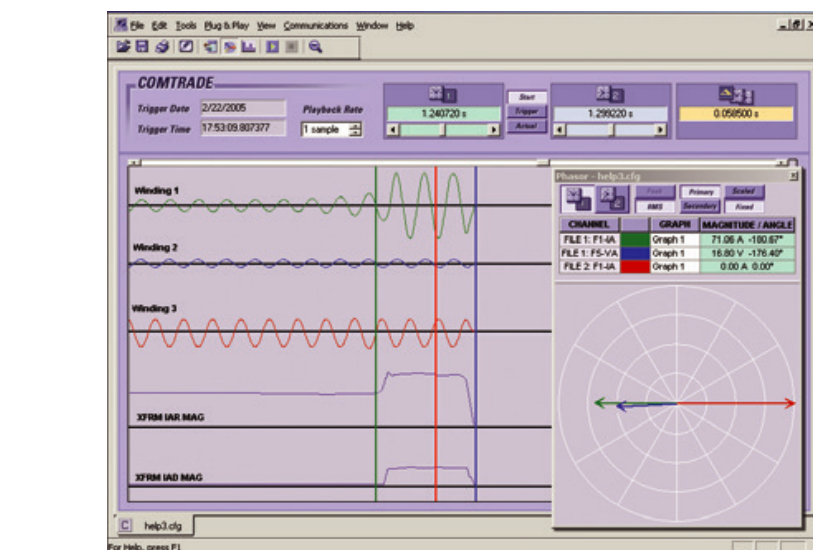 File Edit Tools Plug & Play View Communications Window Help
COMTRADE
Trigger Date 2/22/2005
Playback Rate
Trigger Time 17:53:09.807377
1 sample
1
1.240720 s
Start
Trigger
Actual
2
1.299220 s
0.058500 s
Winding 1
Winding 2
Winding 3
XFRM IAR MAG
XFRM IAD MAG
Phasor - help3.cfg
Primary Scaled
RMS Secondary Fixed
CHANNEL GRAPH MAGNITUDE / ANGLE
FILE 1: F1-IA Graph 1 71.06 A -180.67°
FILE 1: F5-VA Graph 1 16.80 V -176.40°
FILE 2: F1-IA Graph 1 0.00 A 0.00°
C help3.cfg
For Help, press F1